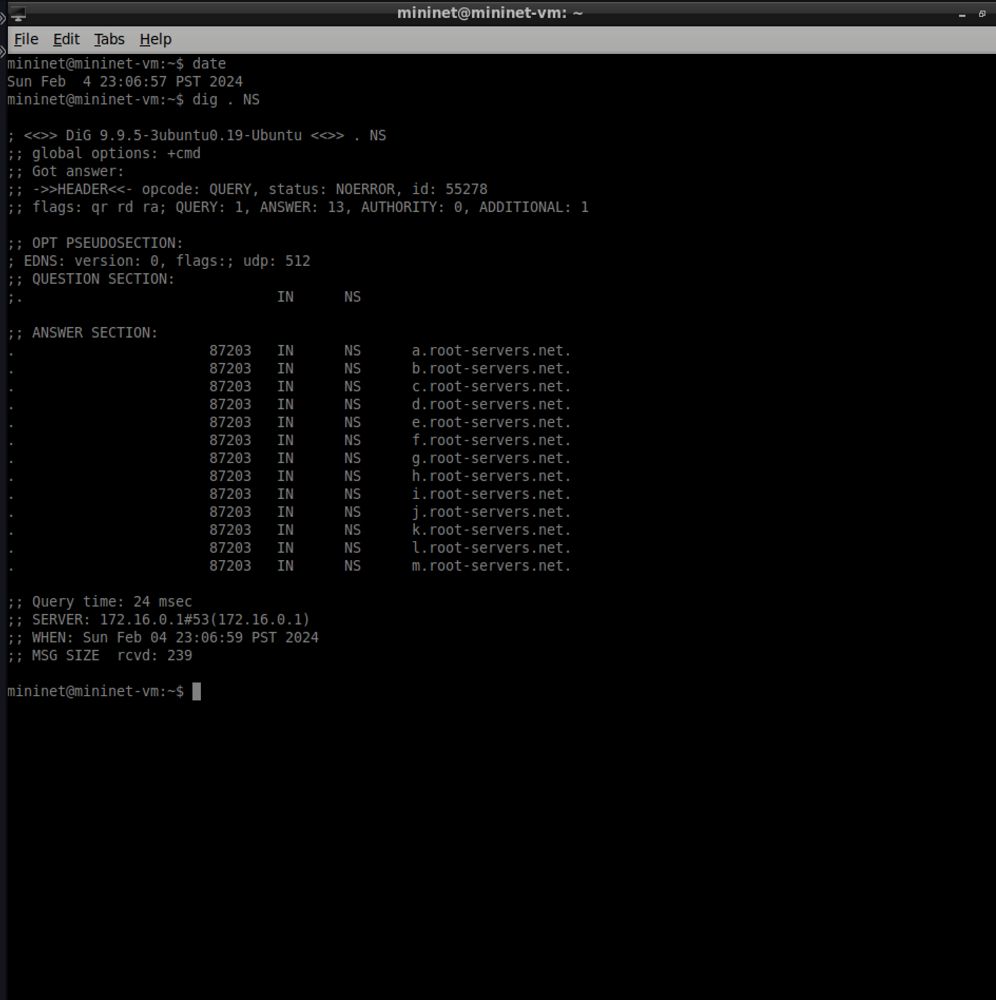 mininet@mininet-vm: ~
File Edit Tabs Help
mininet@mininet-vm:~$ date
Sun Feb  4 23:06:57 PST 2024
mininet@mininet-vm:~$ dig . NS

; <<>> DiG 9.9.5-3ubuntu0.19-Ubuntu <<>> . NS
;; global options: +cmd
;; Got answer:
;; ->>HEADER<<- opcode: QUERY, status: NOERROR, id: 55278
;; flags: qr rd ra; QUERY: 1, ANSWER: 13, AUTHORITY: 0, ADDITIONAL: 1

;; OPT PSEUDOSECTION:
; EDNS: version: 0, flags:; udp: 512
;; QUESTION SECTION:
;.                              IN      NS

;; ANSWER SECTION:
.                       87203   IN      NS      a.root-servers.net.
.                       87203   IN      NS      b.root-servers.net.
.                       87203   IN      NS      c.root-servers.net.
.                       87203   IN      NS      d.root-servers.net.
.                       87203   IN      NS      e.root-servers.net.
.                       87203   IN      NS      f.root-servers.net.
.                       87203   IN      NS      g.root-servers.net.
.                       87203   IN      NS      h.root-servers.net.
.                       87203   IN      NS      i.root-servers.net.
.                       87203   IN      NS      j.root-servers.net.
.                       87203   IN      NS      k.root-servers.net.
.                       87203   IN      NS      l.root-servers.net.
.                       87203   IN      NS      m.root-servers.net.

;; Query time: 24 msec
;; SERVER: 172.16.0.1#53(172.16.0.1)
;; WHEN: Sun Feb 04 23:06:59 PST 2024
;; MSG SIZE  rcvd: 239

mininet@mininet-vm:~$